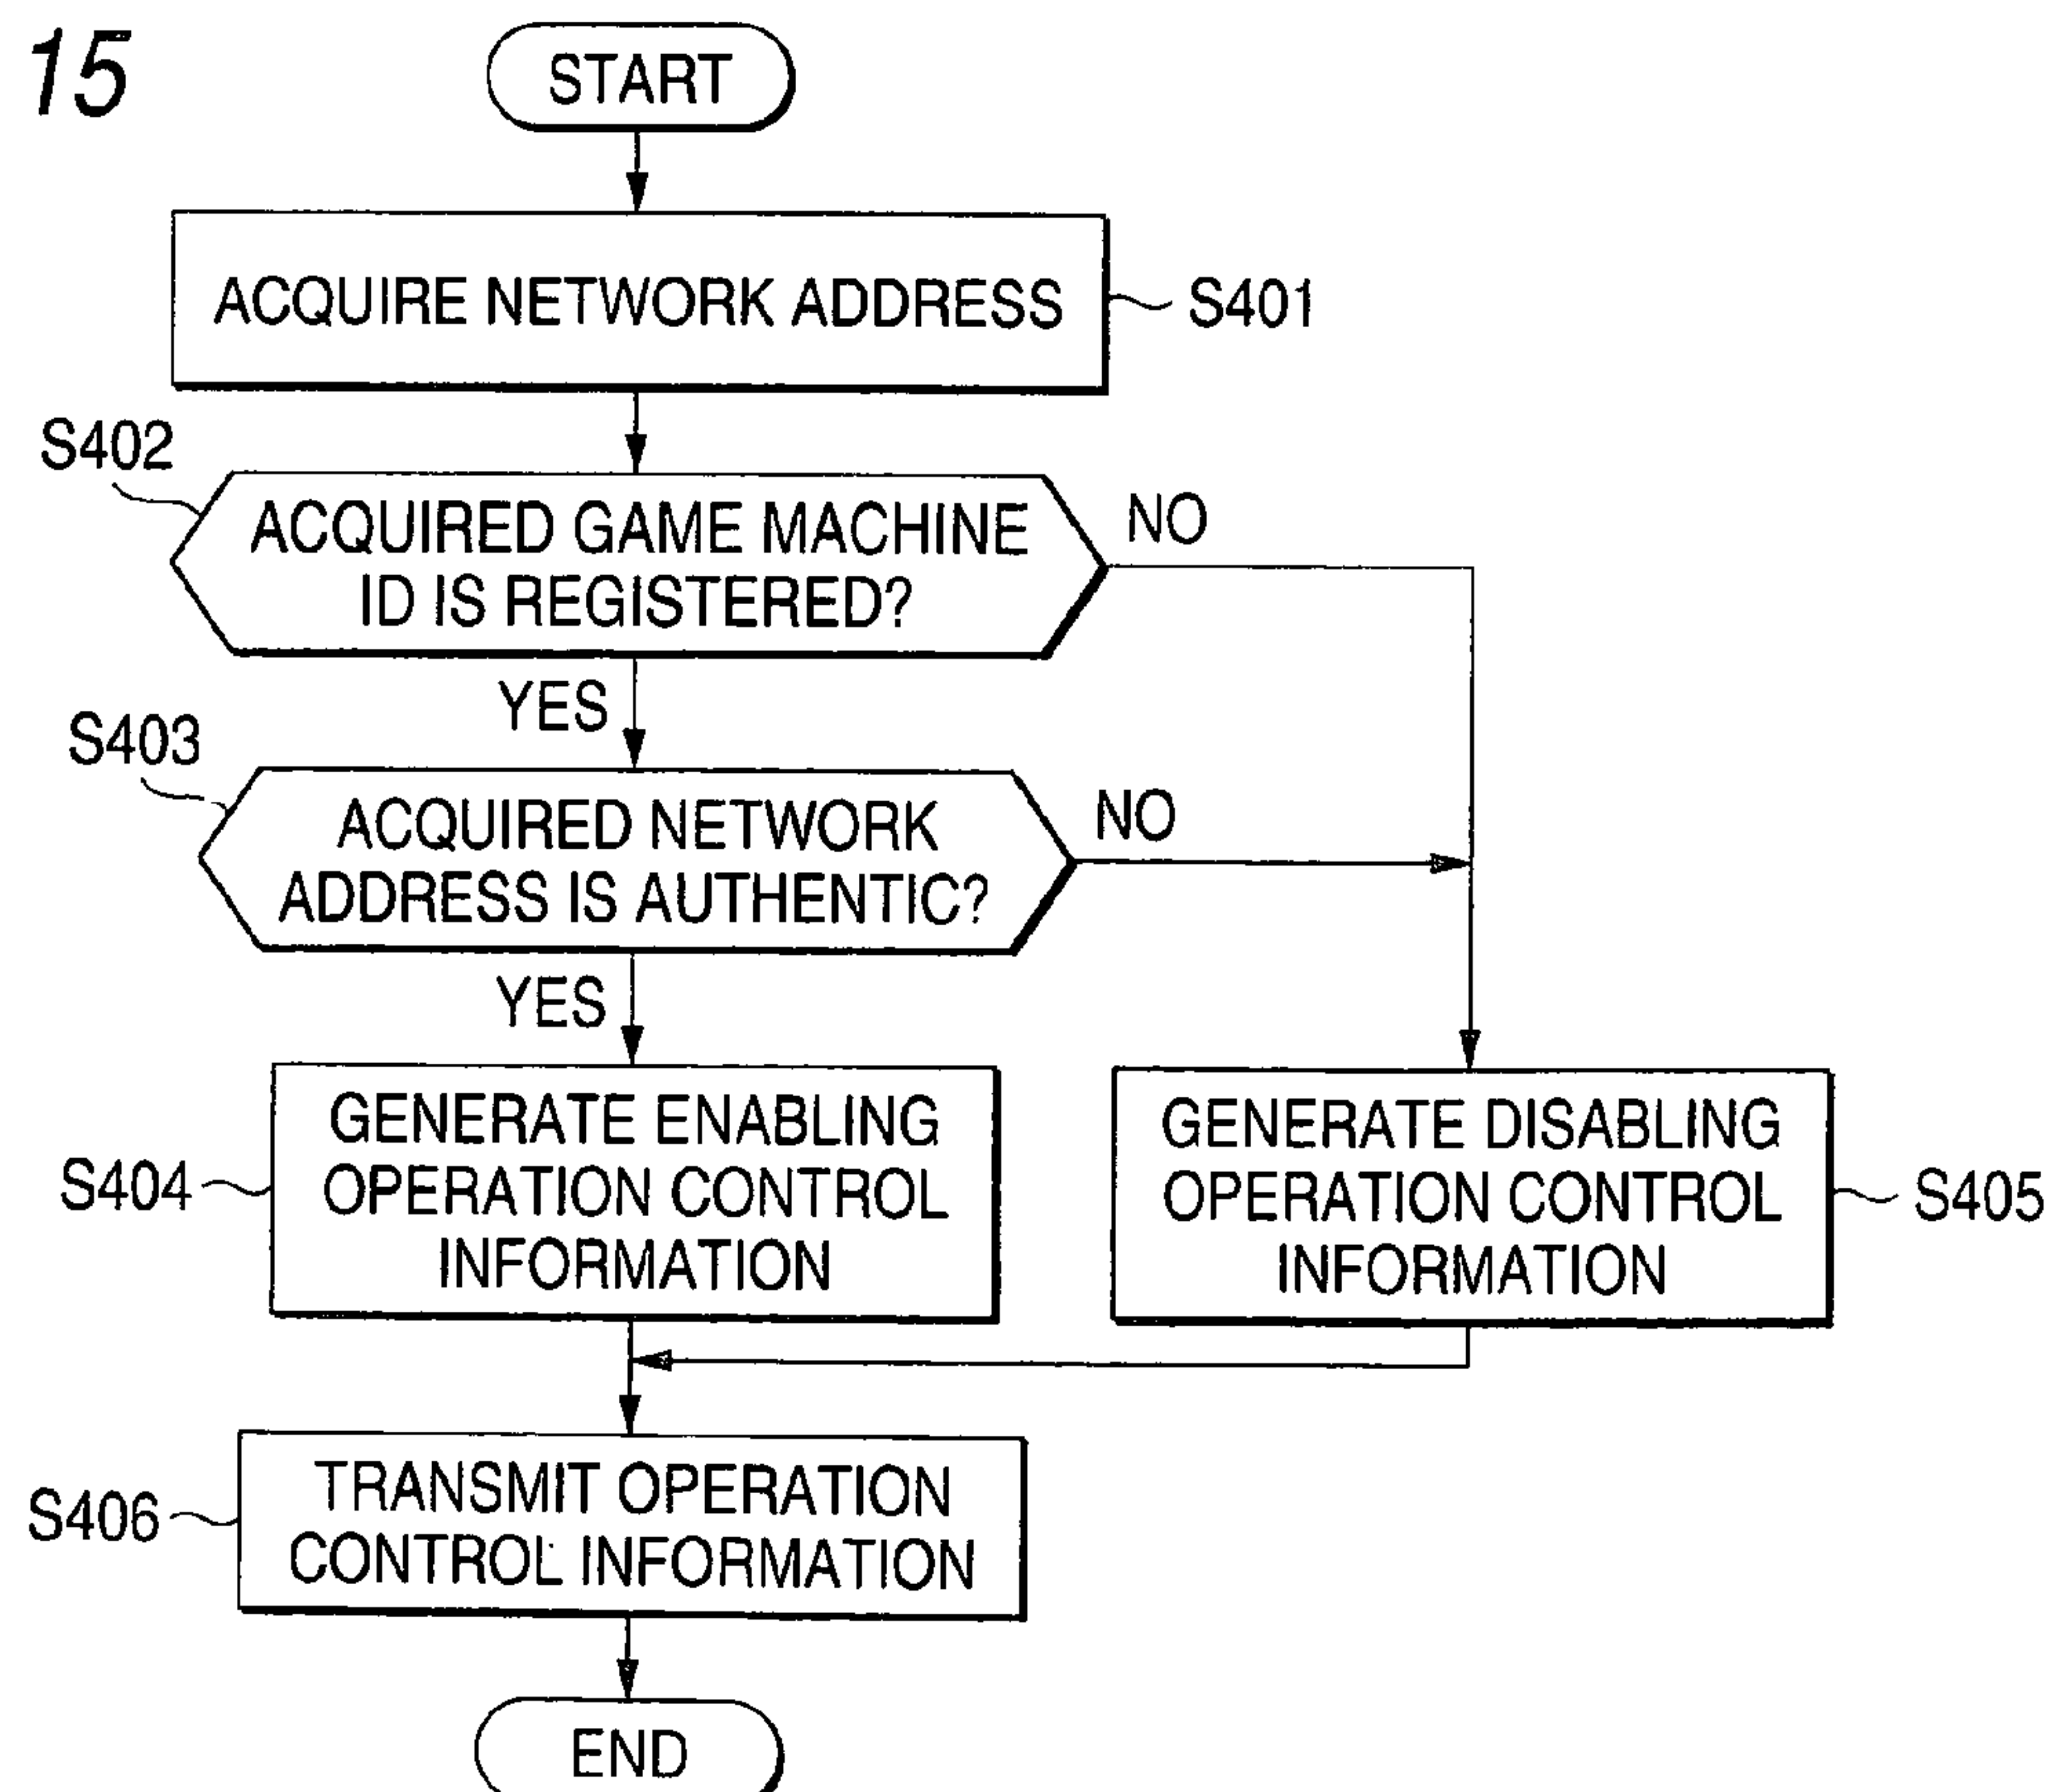 15
START
ACQUIRE NETWORK ADDRESS
S401
S402
ACQUIRED GAME MACHINE
ID IS REGISTERED?
NO
YES
S403
ACQUIRED NETWORK
ADDRESS IS AUTHENTIC?
NO
YES
S404
GENERATE ENABLING
OPERATION CONTROL
INFORMATION
GENERATE DISABLING
OPERATION CONTROL
INFORMATION
S405
S406
TRANSMIT OPERATION
CONTROL INFORMATION
END